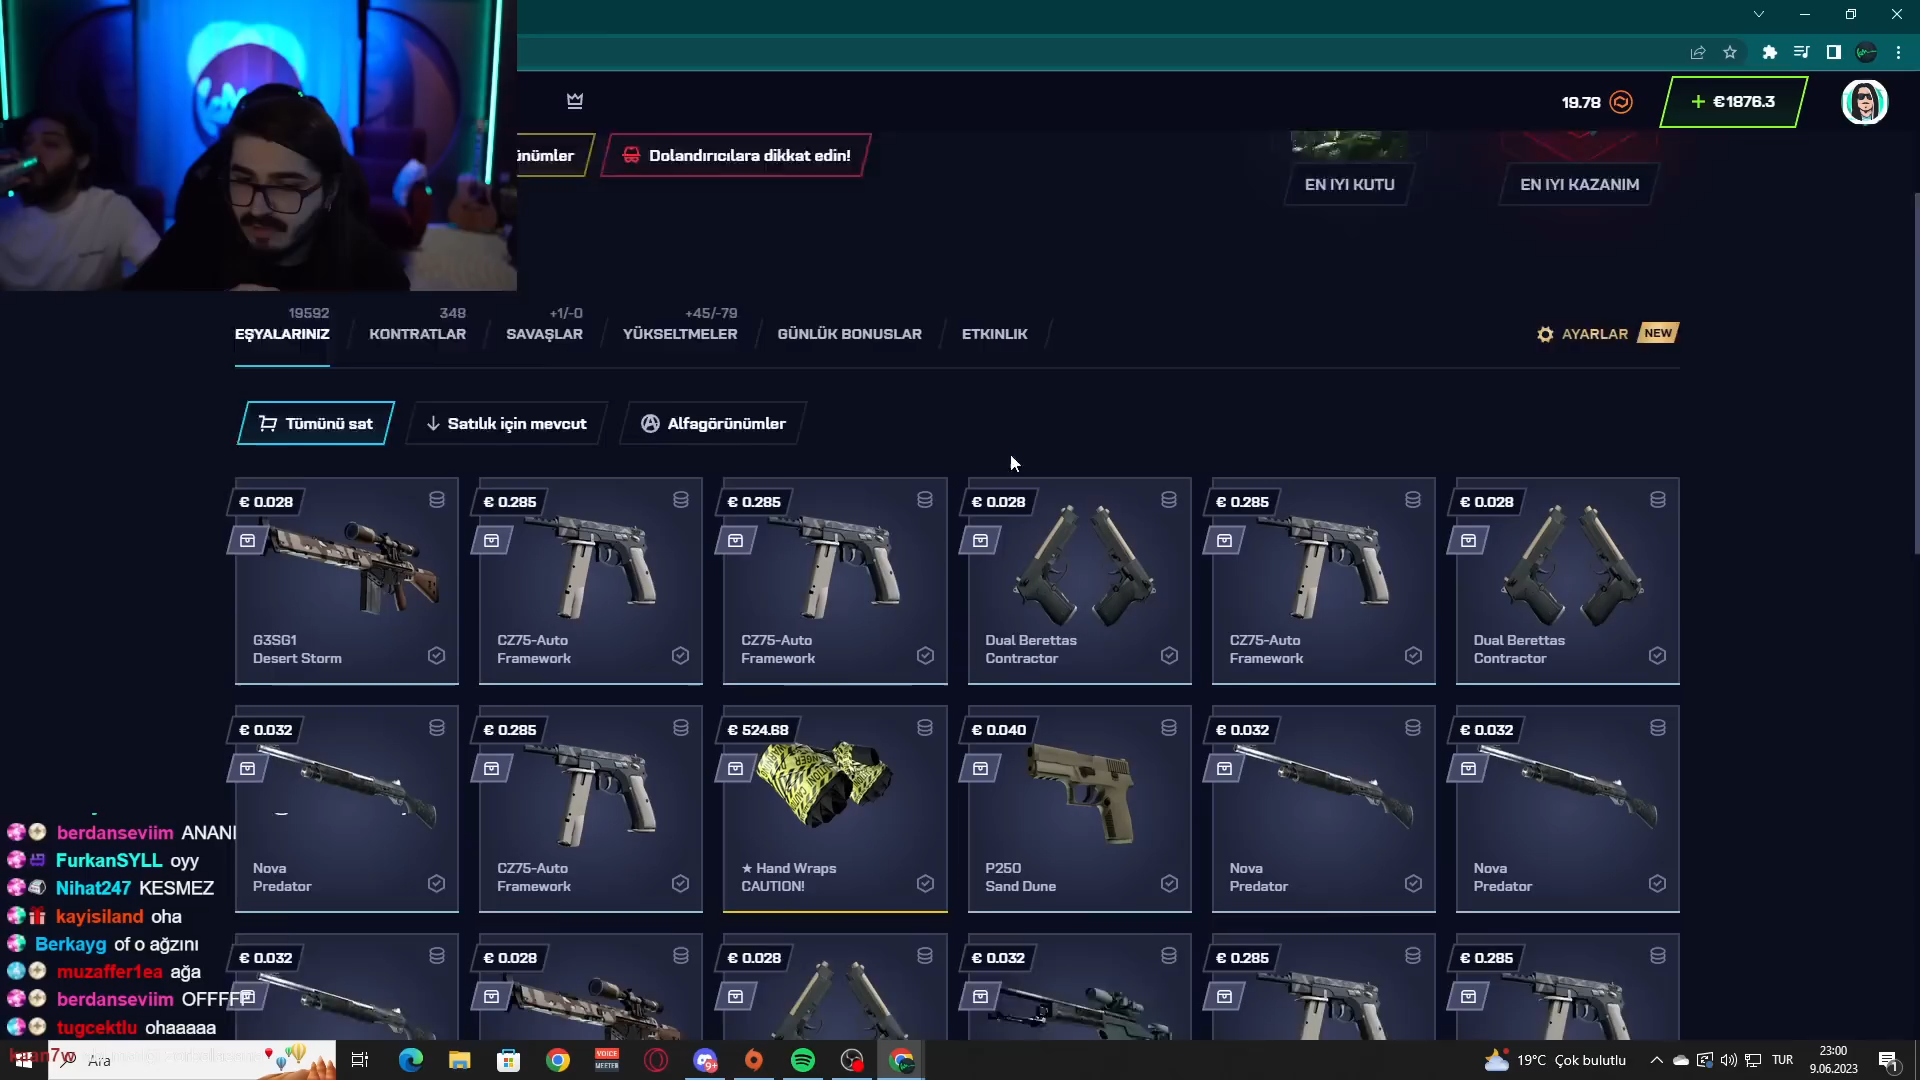 19.78
+ €1876.3
ünümler
Dolandırıcılara dikkat edin!
EN IYI KUTU
EN IYI KAZANIM
19592
EŞYALARINIZ
348
KONTRATLAR
+1/-0
SAVAŞLAR
+45/-79
YÜKSELTMELER
GÜNLÜK BONUSLAR
ETKINLIK
AYARLAR NEW
Tümünü sat
Satılık için mevcut
Alfagörünümler
€ 0.028
G3SG1
Desert Storm
€ 0.285
CZ75-Auto
Framework
€ 0.285
CZ75-Auto
Framework
€ 0.028
Dual Berettas
Contractor
€ 0.285
CZ75-Auto
Framework
€ 0.028
Dual Berettas
Contractor
€ 0.032
Nova
Predator
€ 0.285
CZ75-Auto
Framework
€ 524.68
★ Hand Wraps
CAUTION!
€ 0.040
P250
Sand Dune
€ 0.032
Nova
Predator
€ 0.032
Nova
Predator
€ 0.032
€ 0.028
€ 0.028
€ 0.032
€ 0.285
€ 0.285
berdanseviim ANANI
FurkanSYLL oyy
Nihat247 KESMEZ
kayisiland oha
Berkayg of o ağzını
muzaffer1ea ağa
berdanseviim OFFFFF
tugcektlu ohaaaaa
Ara
VOICE
MEETER
9+
19°C Çok bulutlu
TUR
23:00
9.06.2023
1